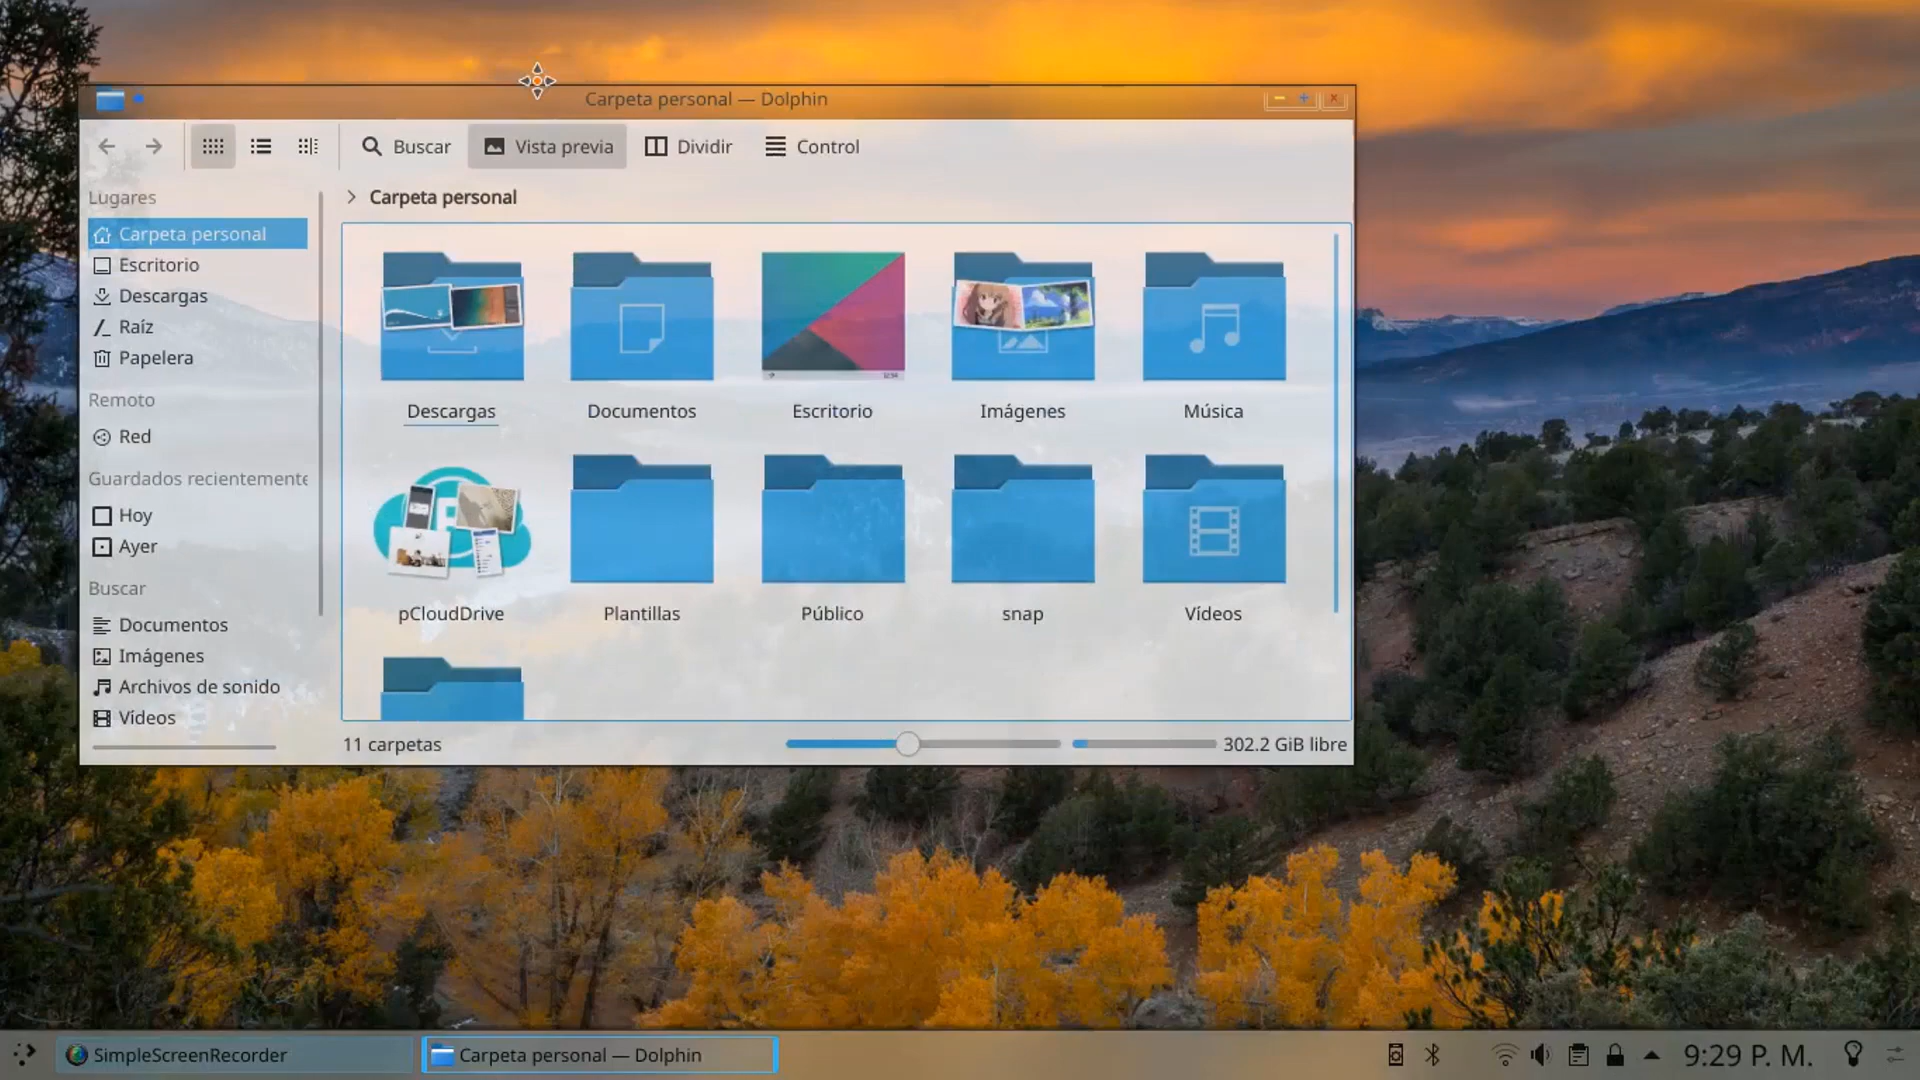 Carpeta personal — Dolphin
Buscar
Vista previa
Dividir
Control
Lugares
Carpeta personal
Escritorio
Descargas
Raíz
Papelera
Remoto
Red
Guardados recientemente
Hoy
Ayer
Buscar
Documentos
Imágenes
Archivos de sonido
Vídeos
Carpeta personal
Descargas
Documentos
Escritorio
Imágenes
Música
pCloudDrive
Plantillas
Público
snap
Vídeos
11 carpetas
302.2 GiB libre
SimpleScreenRecorder
Carpeta personal — Dolphin
9:29 P. M.